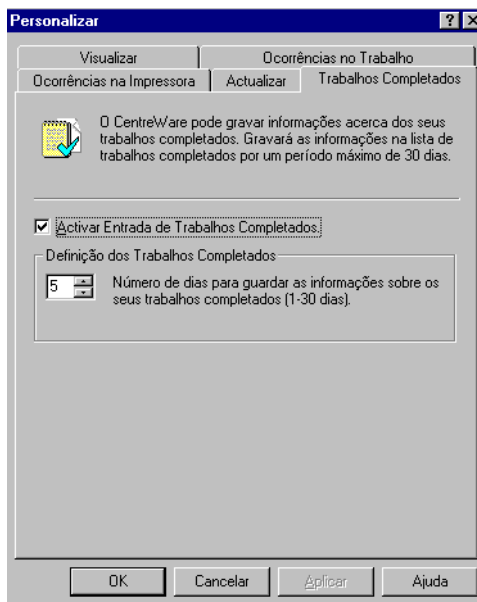 Personalizar
Visualizar
Ocorrências no Trabalho
Ocorrências na Impressora
Actualizar
Trabalhos Completados
O CentreWare pode gravar informações acerca dos seus
trabalhos completados. Gravará as informações na lista de
trabalhos completados por um período máximo de 30 dias.
Activar Entrada de Trabalhos Completados.
Definição dos Trabalhos Completados
5
Número de dias para guardar as informações sobre os
seus trabalhos completados (1-30 dias).
OK
Cancelar
Aplicar
Ajuda